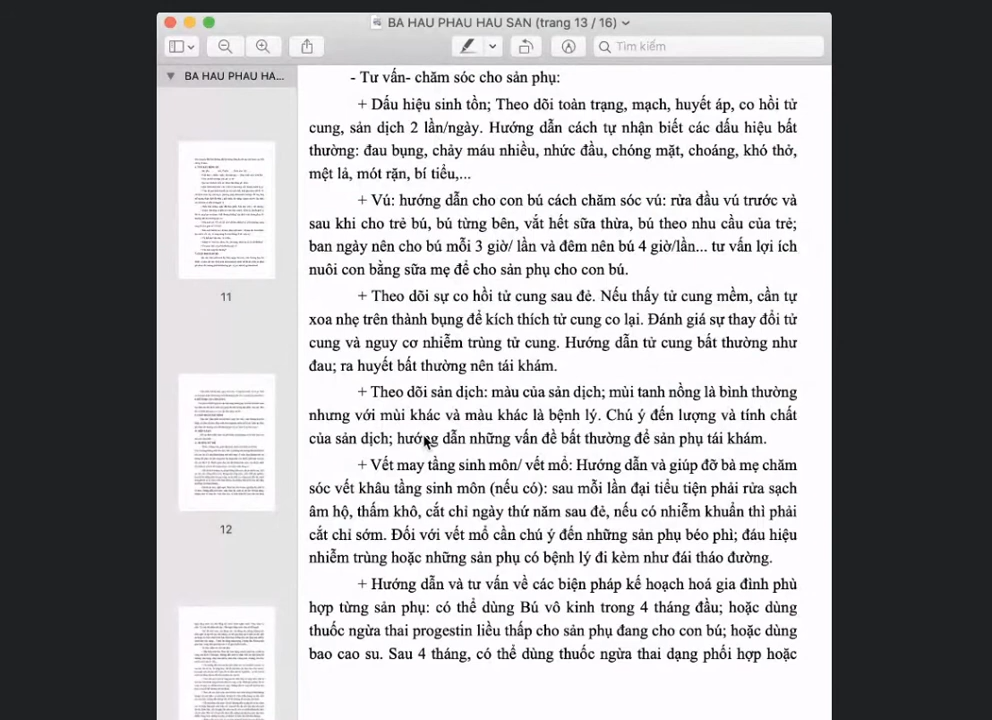 BA HAU PHAU HAU SAN (trang 13 / 16)
Tìm kiếm
BA HAU PHAU HA...
11
12
- Tư vấn- chăm sóc cho sản phụ:
+ Dấu hiệu sinh tồn; Theo dõi toàn trạng, mạch, huyết áp, co hồi tử
cung, sản dịch 2 lần/ngày. Hướng dẫn cách tự nhận biết các dấu hiệu bất
thường: đau bụng, chảy máu nhiều, nhức đầu, chóng mặt, choáng, khó thở,
mệt lả, mót rặn, bí tiểu,...
+ Vú: hướng dẫn cho con bú cách chăm sóc vú: rửa đầu vú trước và
sau khi cho trẻ bú, bú từng bên, vắt hết sữa thừa, bú theo nhu cầu của trẻ;
ban ngày nên cho bú mỗi 3 giờ/ lần và đêm nên bú 4 giờ/lần... tư vấn lợi ích
nuôi con bằng sữa mẹ để cho sản phụ cho con bú.
+ Theo dõi sự co hồi tử cung sau đẻ. Nếu thấy tử cung mềm, cần tự
xoa nhẹ trên thành bụng để kích thích tử cung co lại. Đánh giá sự thay đổi tử
cung và nguy cơ nhiễm trùng tử cung. Hướng dẫn tử cung bất thường như
đau; ra huyết bất thường nên tái khám.
+ Theo dõi sản dịch: màu của sản dịch; mùi tanh nồng là bình thường
nhưng với mùi khác và màu khác là bệnh lý. Chú ý đến lượng và tính chất
của sản dịch; hướng dẫn những vấn đề bất thường để sản phụ tái khám.
+ Vết may tầng sinh môn/ vết mổ: Hướng dẫn và giúp đỡ bà mẹ chăm
sóc vết khâu tầng sinh môn (nếu có): sau mỗi lần đại tiểu tiện phải rửa sạch
âm hộ, thấm khô, cắt chỉ ngày thứ năm sau đẻ, nếu có nhiễm khuẩn thì phải
cắt chỉ sớm. Đối với vết mổ cần chú ý đến những sản phụ béo phì; dấu hiệu
nhiễm trùng hoặc những sản phụ có bệnh lý đi kèm như đái tháo đường.
+ Hướng dẫn và tư vấn về các biện pháp kế hoạch hoá gia đình phù
hợp từng sản phụ: có thể dùng Bú vô kinh trong 4 tháng đầu; hoặc dùng
thuốc ngừa thai progestin liều thấp cho sản phụ đang cho con bú; hoặc dùng
bao cao su. Sau 4 tháng, có thể dùng thuốc ngừa thai dạng phối hợp hoặc